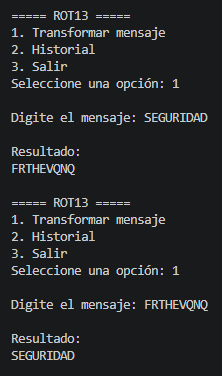 ===== ROT13 =====
1. Transformar mensaje
2. Historial
3. Salir
Seleccione una opción: 1
Digite el mensaje: SEGURIDAD
Resultado:
FRTHEVQNQ
===== ROT13 =====
1. Transformar mensaje
2. Historial
3. Salir
Seleccione una opción: 1
Digite el mensaje: FRTHEVQNQ
Resultado:
SEGURIDAD